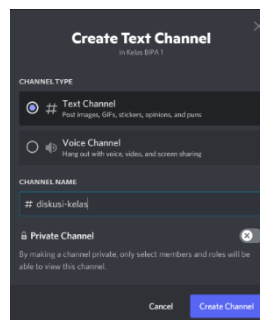 Create Text Channel
in Kelas BIPA 1
CHANNEL TYPE
# Text Channel
Post images, GIFs, stickers, opinions, and puns
Voice Channel
Hang out with voice, video, and screen sharing
CHANNEL NAME
# diskusi-kelas
Private Channel
By making a channel private, only select members and roles will be
able to view this channel.
Cancel
Create Channel